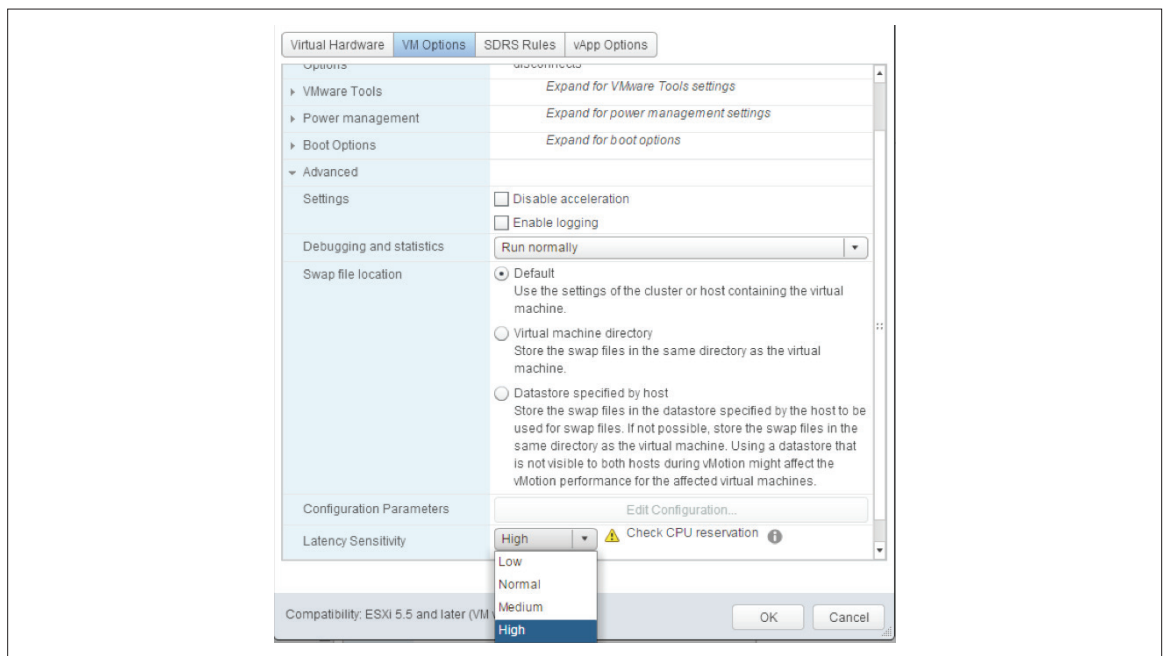 Virtual Hardware VM Options SDRS Rules vApp Options
Options disconnects
VMware Tools Expand for VMware Tools settings
Power management Expand for power management settings
Boot Options Expand for boot options
Advanced
Settings Disable acceleration
Enable logging
Debugging and statistics Run normally
Swap file location Default
Use the settings of the cluster or host containing the virtual
machine.
Virtual machine directory
Store the swap files in the same directory as the virtual
machine.
Datastore specified by host
Store the swap files in the datastore specified by the host to be
used for swap files. If not possible, store the swap files in the
same directory as the virtual machine. Using a datastore that
is not visible to both hosts during vMotion might affect the
vMotion performance for the affected virtual machines.
Configuration Parameters Edit Configuration...
Latency Sensitivity High Check CPU reservation
Low
Normal
Medium
High
Compatibility: ESXi 5.5 and later (VM OK Cancel